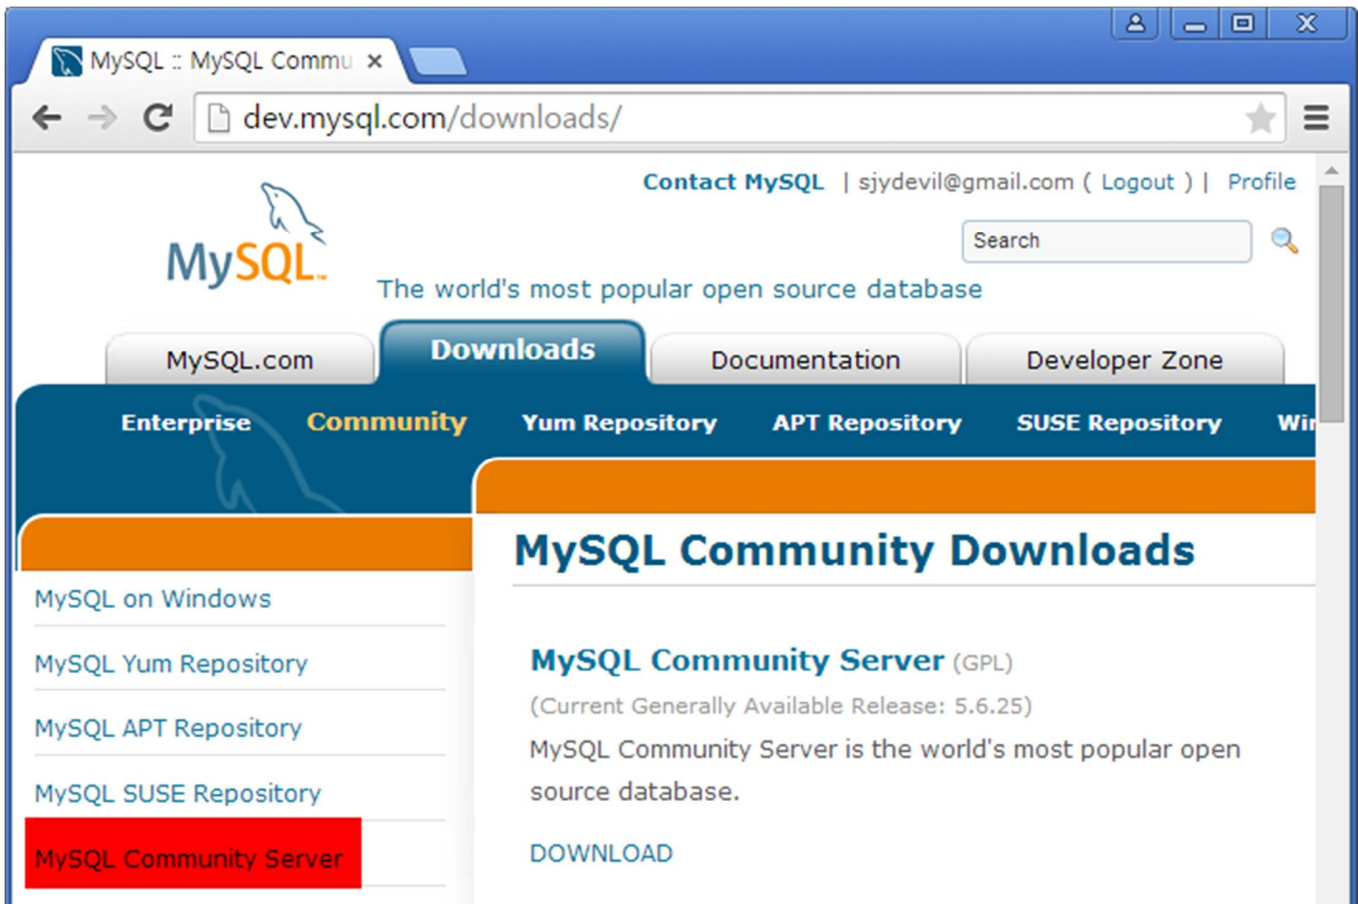 MySQL :: MySQL Commu
dev.mysql.com/downloads/
Contact MySQL | sjydevil@gmail.com ( Logout ) | Profile
Search
MySQL™
The world's most popular open source database
MySQL.com Downloads Documentation Developer Zone
Enterprise Community Yum Repository APT Repository SUSE Repository Wi
MySQL Community Downloads
MySQL on Windows
MySQL Yum Repository
MySQL APT Repository
MySQL SUSE Repository
MySQL Community Server
MySQL Community Server (GPL)
(Current Generally Available Release: 5.6.25)
MySQL Community Server is the world's most popular open
source database.
DOWNLOAD